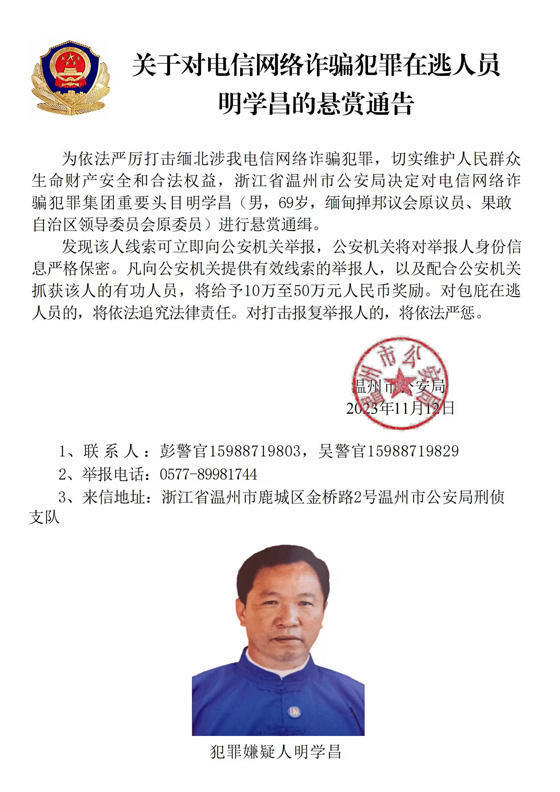 关于对电信网络诈骗犯罪在逃人员
明学昌的悬赏通告
为依法严厉打击缅北涉我电信网络诈骗犯罪，切实维护人民群众
生命财产安全和合法权益，浙江省温州市公安局决定对电信网络诈
骗犯罪集团重要头目明学昌（男，69岁，缅甸掸邦议会原议员、果敢
自治区领导委员会原委员）进行悬赏通缉。
发现该人线索可立即向公安机关举报，公安机关将对举报人身份信
息严格保密。凡向公安机关提供有效线索的举报人，以及配合公安机关
抓获该人的有功人员，将给予10万至50万元人民币奖励。对包庇在逃
人员的，将依法追究法律责任。对打击报复举报人的，将依法严惩。
温州市公安局
温州市公安局
2023年11月12日
1、联 系 人：彭警官15988719803，吴警官15988719829
2、举报电话：0577-89981744
3、来信地址：浙江省温州市鹿城区金桥路2号温州市公安局刑侦
支队
犯罪嫌疑人明学昌